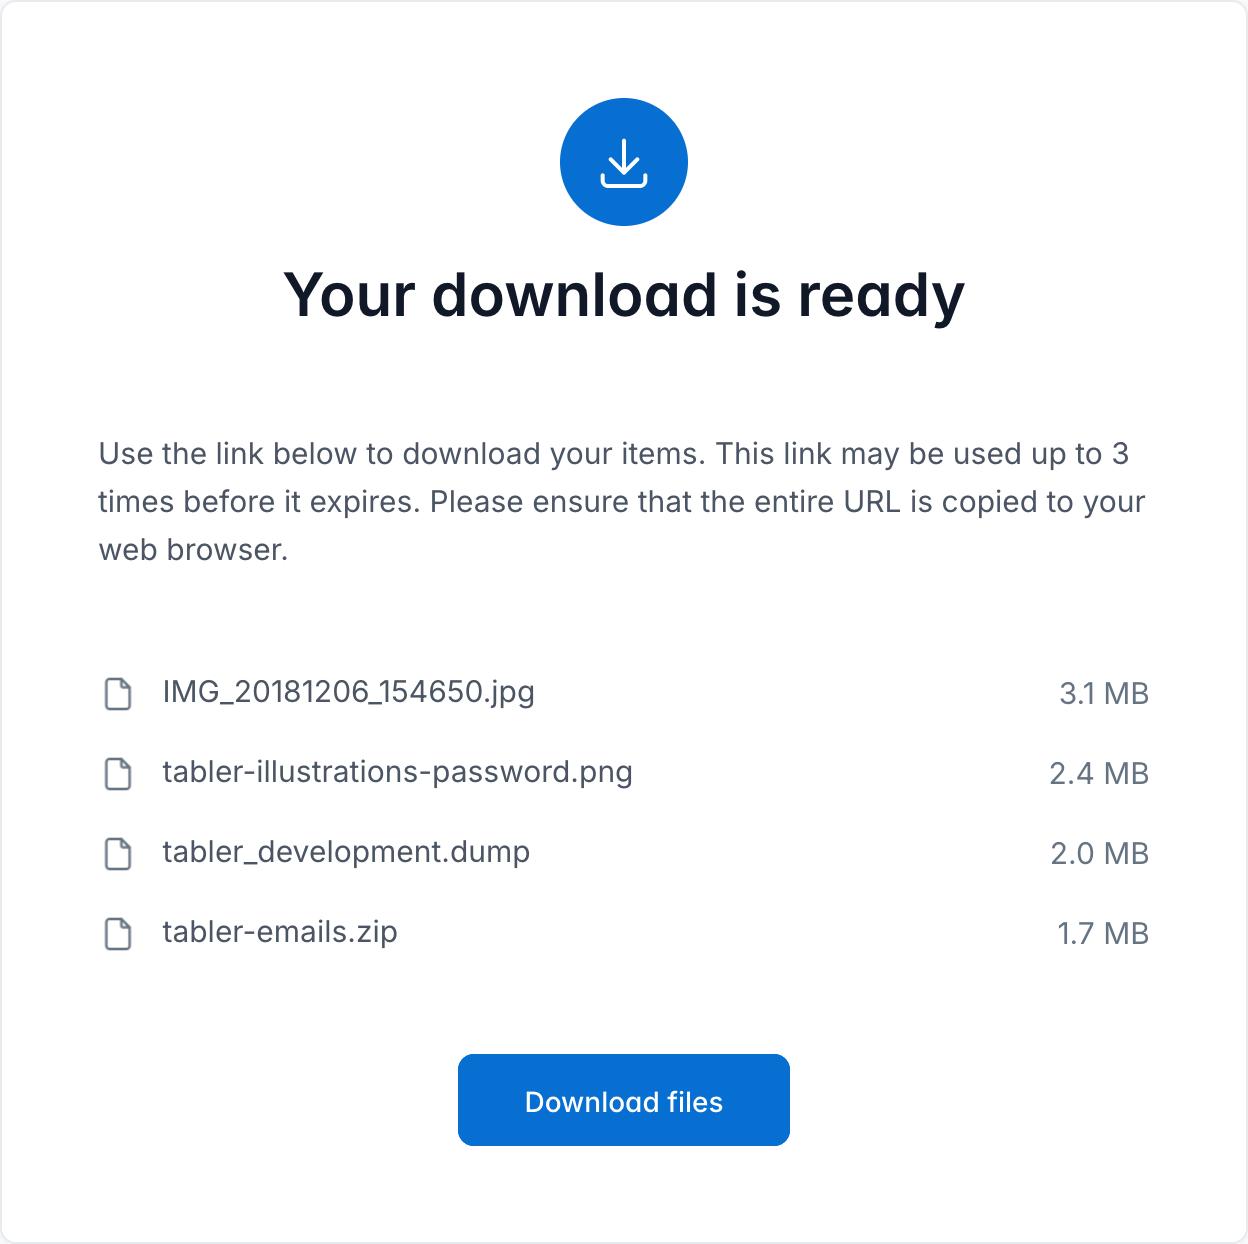 Your download is ready
Use the link below to download your items. This link may be used up to 3
times before it expires. Please ensure that the entire URL is copied to your
web browser.
IMG_20181206_154650.jpg 3.1 MB
tabler-illustrations-password.png 2.4 MB
tabler_development.dump 2.0 MB
tabler-emails.zip 1.7 MB
Download files